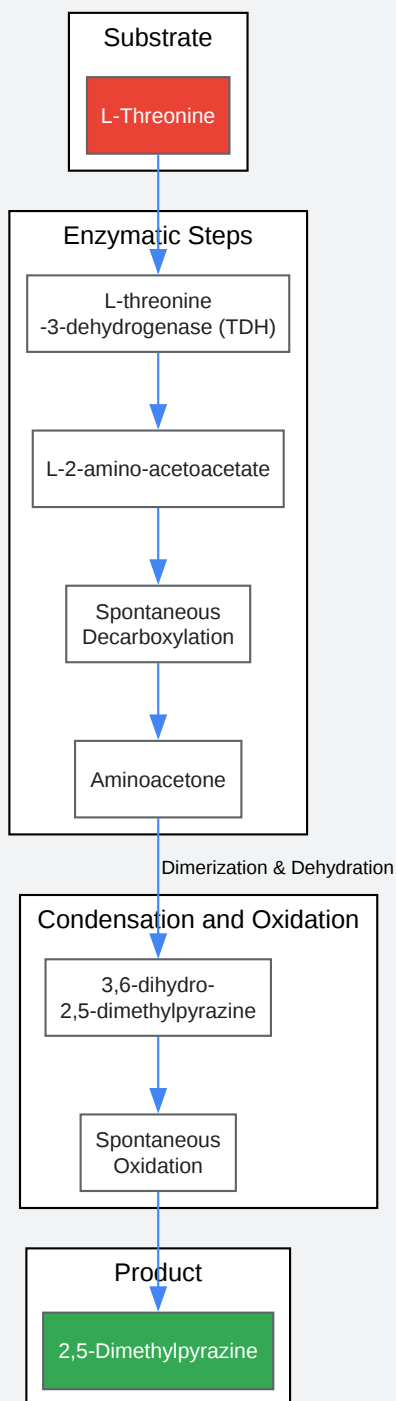 Substrate
L-Threonine
Enzymatic Steps
L-threonine
-3-dehydrogenase (TDH)
L-2-amino-acetoacetate
Spontaneous
Decarboxylation
Aminoacetone
Dimerization & Dehydration
Condensation and Oxidation
3,6-dihydro-
2,5-dimethylpyrazine
Spontaneous
Oxidation
Product
2,5-Dimethylpyrazine